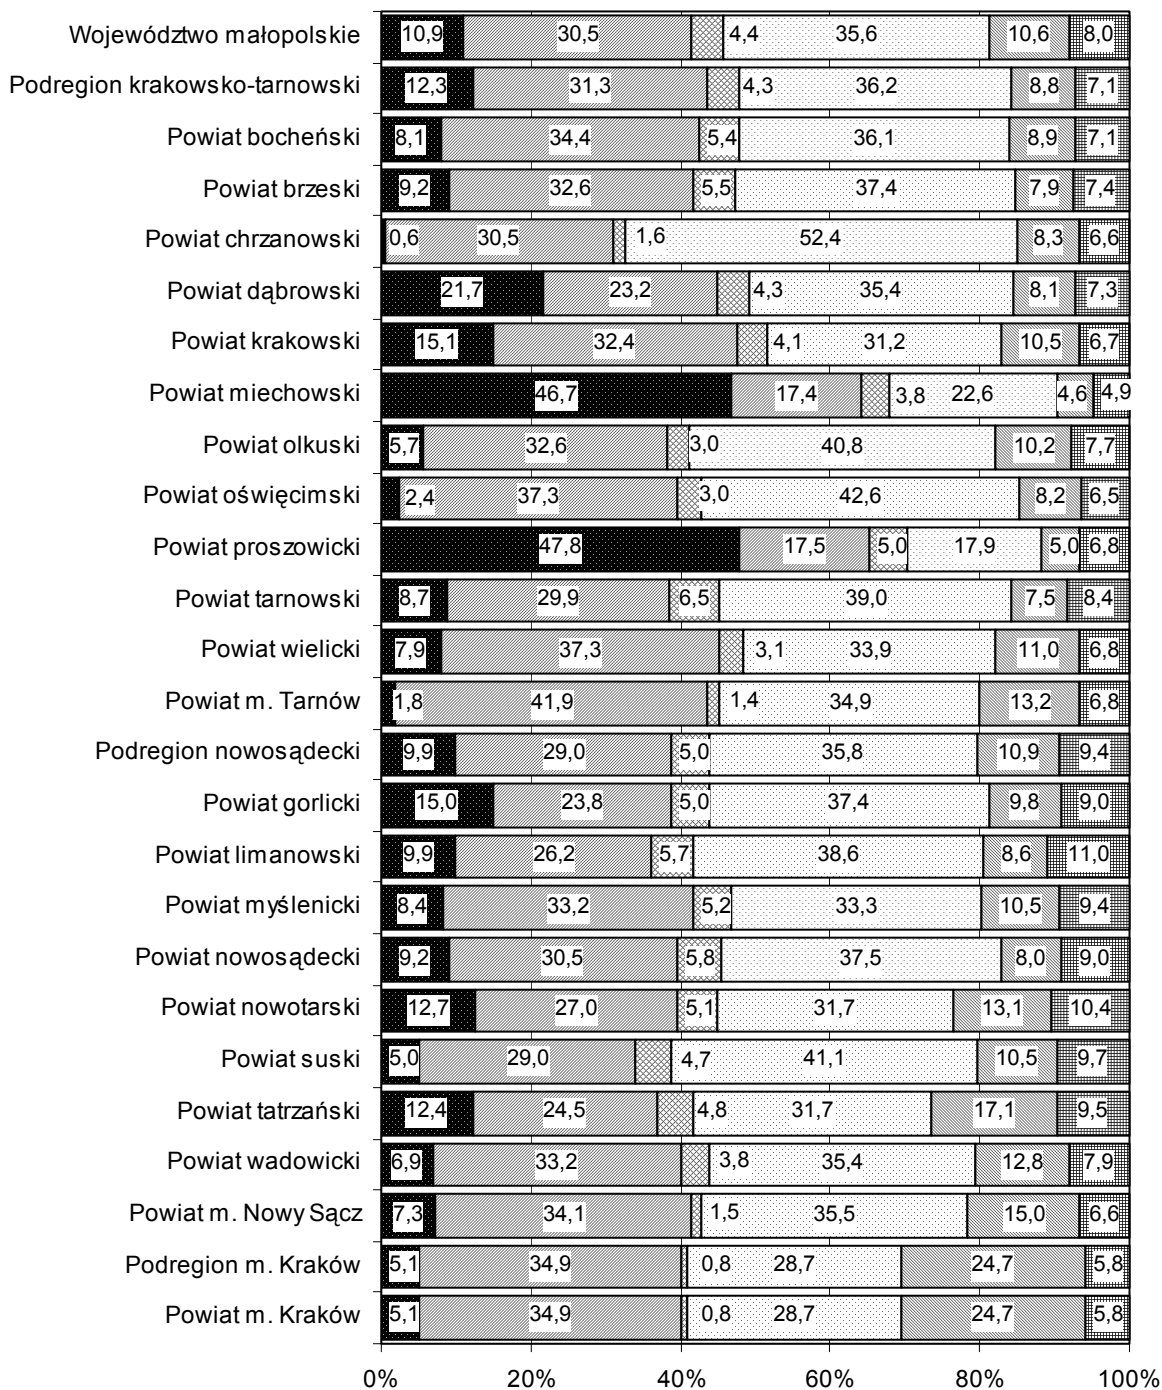 Województwo małopolskie 10,9 30,5 4,4 35,6 10,6 8,0
Podregion krakowsko-tarnowski 12,3 31,3 4,3 36,2 8,8 7,1
Powiat bocheński 8,1 34,4 5,4 36,1 8,9 7,1
Powiat brzeski 9,2 32,6 5,5 37,4 7,9 7,4
Powiat chrzanowski 0,6 30,5 1,6 52,4 8,3 6,6
Powiat dąbrowski 21,7 23,2 4,3 35,4 8,1 7,3
Powiat krakowski 15,1 32,4 4,1 31,2 10,5 6,7
Powiat miechowski 46,7 17,4 3,8 22,6 4,6 4,9
Powiat olkuski 5,7 32,6 3,0 40,8 10,2 7,7
Powiat oświęcimski 2,4 37,3 3,0 42,6 8,2 6,5
Powiat proszowicki 47,8 17,5 5,0 17,9 5,0 6,8
Powiat tarnowski 8,7 29,9 6,5 39,0 7,5 8,4
Powiat wielicki 7,9 37,3 3,1 33,9 11,0 6,8
Powiat m. Tarnów 1,8 41,9 1,4 34,9 13,2 6,8
Podregion nowosądecki 9,9 29,0 5,0 35,8 10,9 9,4
Powiat gorlicki 15,0 23,8 5,0 37,4 9,8 9,0
Powiat limanowski 9,9 26,2 5,7 38,6 8,6 11,0
Powiat myślenicki 8,4 33,2 5,2 33,3 10,5 9,4
Powiat nowosądecki 9,2 30,5 5,8 37,5 8,0 9,0
Powiat nowotarski 12,7 27,0 5,1 31,7 13,1 10,4
Powiat suski 5,0 29,0 4,7 41,1 10,5 9,7
Powiat tatrzański 12,4 24,5 4,8 31,7 17,1 9,5
Powiat wadowicki 6,9 33,2 3,8 35,4 12,8 7,9
Powiat m. Nowy Sącz 7,3 34,1 1,5 35,5 15,0 6,6
Podregion m. Kraków 5,1 34,9 0,8 28,7 24,7 5,8
Powiat m. Kraków 5,1 34,9 0,8 28,7 24,7 5,8
0% 20% 40% 60% 80% 100%